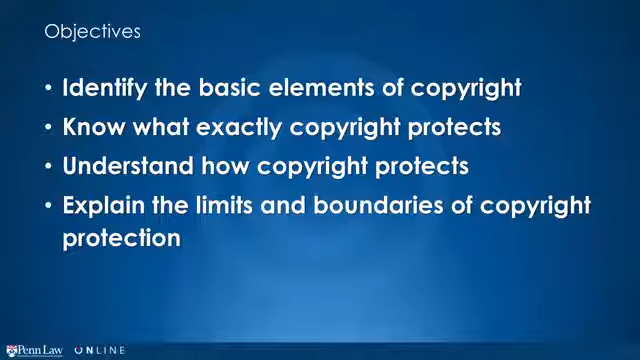 Objectives
• Identify the basic elements of copyright
• Know what exactly copyright protects
• Understand how copyright protects
• Explain the limits and boundaries of copyright
protection
Penn Law ONLINE